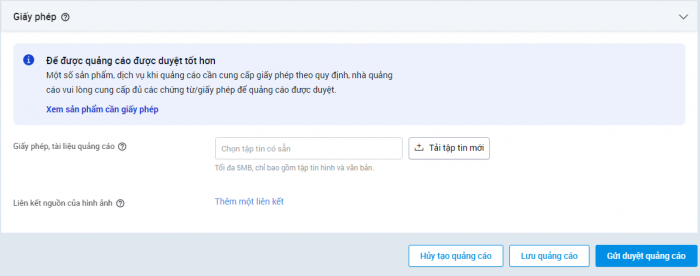 Giấy phép
Để được quảng cáo được duyệt tốt hơn
Một số sản phẩm, dịch vụ khi quảng cáo cần cung cấp giấy phép theo quy định, nhà quảng
cáo vui lòng cung cấp đủ các chứng từ/giấy phép để quảng cáo được duyệt.
Xem sản phẩm cần giấy phép
Giấy phép, tài liệu quảng cáo
Chọn tập tin có sẵn
Tải tập tin mới
Tối đa 5MB, chỉ bao gồm tập tin hình và văn bản.
Liên kết nguồn của hình ảnh
Thêm một liên kết
Hủy tạo quảng cáo
Lưu quảng cáo
Gửi duyệt quảng cáo